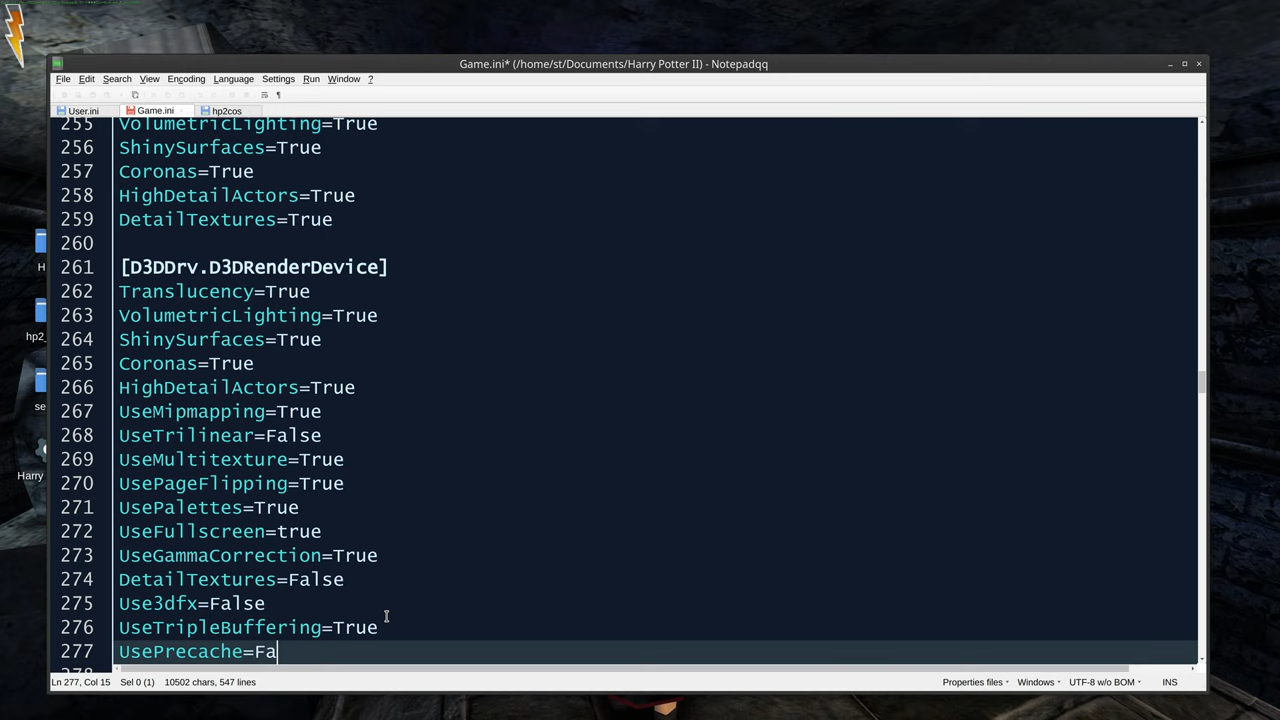 Game.ini* (/home/st/Documents/Harry Potter II) - Notepadqq
File Edit Search View Encoding Language Settings Run Window ?
User.ini Game.ini hp2cos
255 VolumetricLighting=True
256 ShinySurfaces=True
257 Coronas=True
258 HighDetailActors=True
259 DetailTextures=True
260
261 [D3DDrv.D3DRenderDevice]
262 Translucency=True
263 VolumetricLighting=True
264 ShinySurfaces=True
265 Coronas=True
266 HighDetailActors=True
267 UseMipmapping=True
268 UseTrilinear=False
269 UseMultitexture=True
270 UsePageFlipping=True
271 UsePalettes=True
272 UseFullscreen=true
273 UseGammaCorrection=True
274 DetailTextures=False
275 Use3dfx=False
276 UseTripleBuffering=True
277 UsePrecache=Fa
H
hp2_
se
Harry
Ln 277, Col 15 Sel 0 (1) 10502 chars, 547 lines Properties files Windows UTF-8 w/o BOM INS